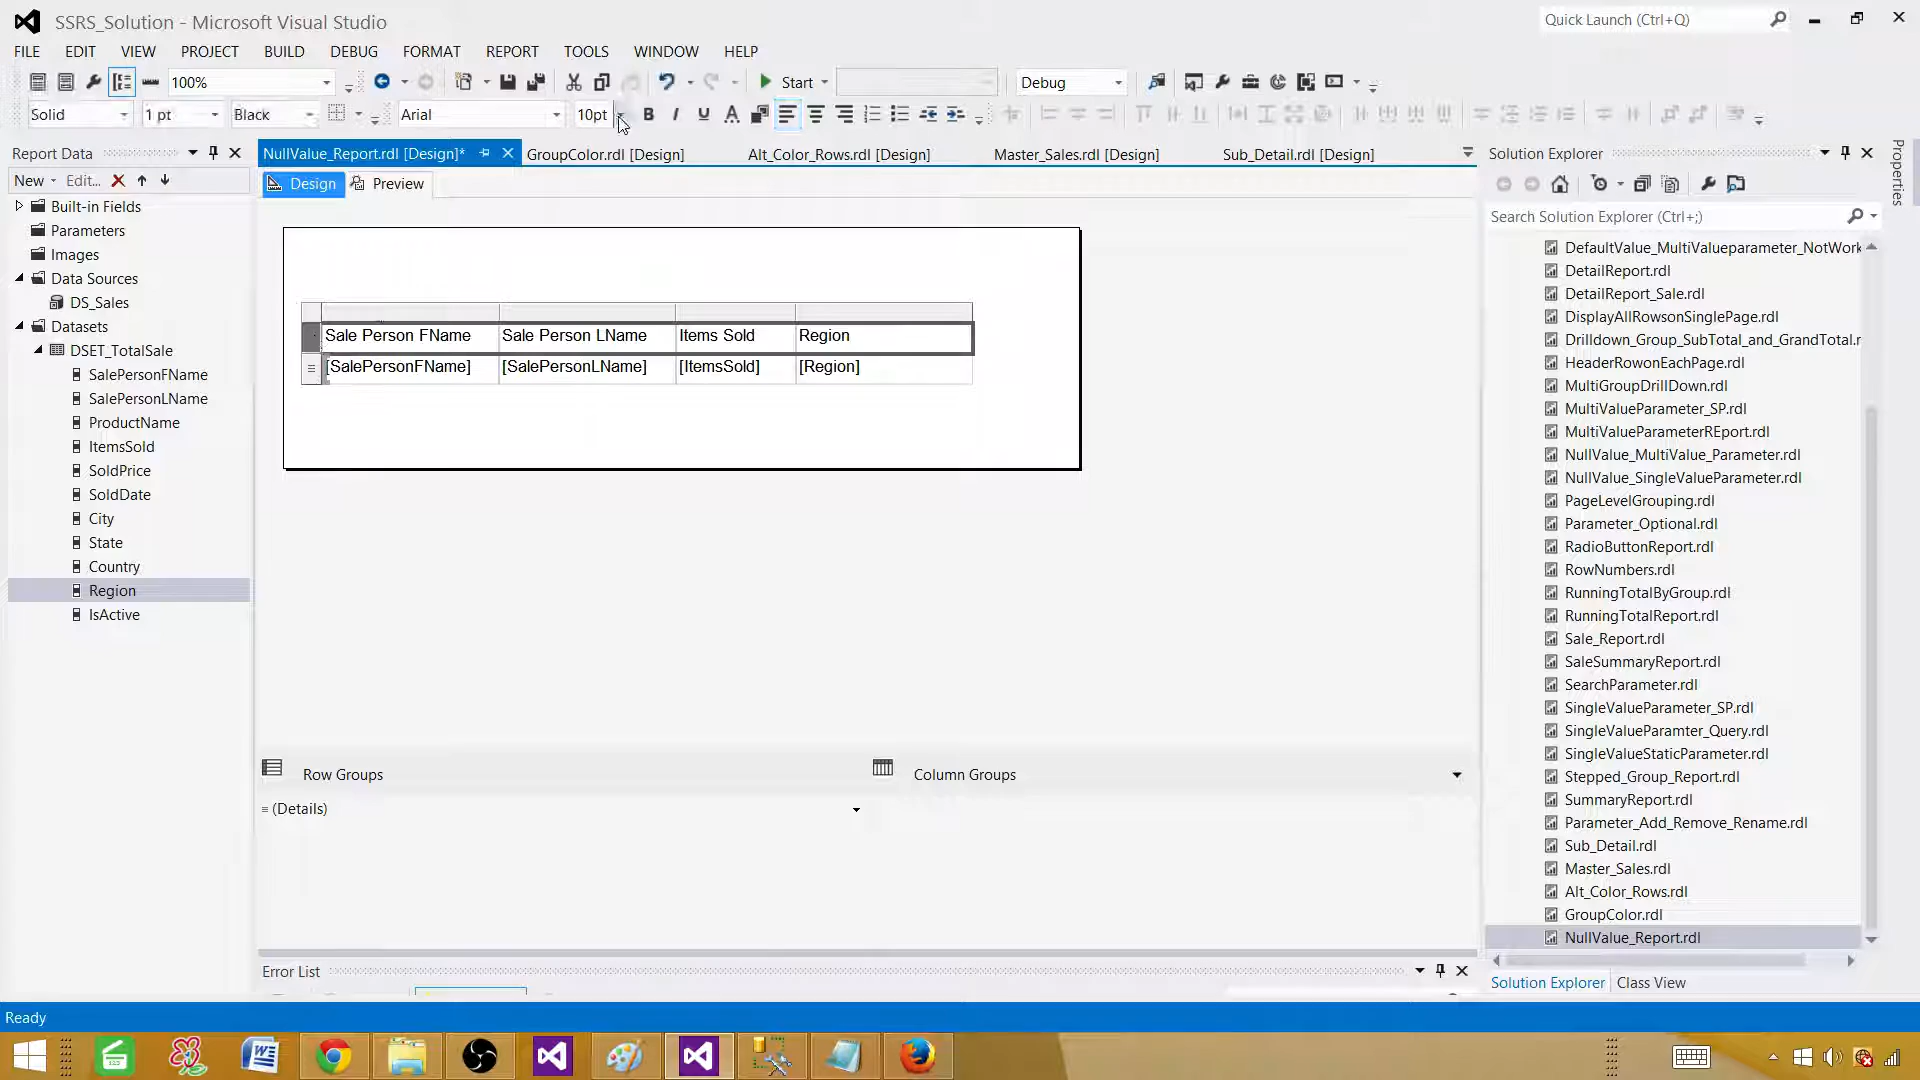 SSRS_Solution - Microsoft Visual Studio
Quick Launch (Ctrl+Q)
FILE EDIT VIEW PROJECT BUILD DEBUG FORMAT REPORT TOOLS WINDOW HELP
100% Start Debug
Solid 1 pt Black Arial 10pt B I U A
Report Data
NullValue_Report.rdl [Design]* GroupColor.rdl [Design] Alt_Color_Rows.rdl [Design] Master_Sales.rdl [Design] Sub_Detail.rdl [Design]
Solution Explorer
Properties
New Edit...
Design Preview
Search Solution Explorer (Ctrl+;)
Built-in Fields
Parameters
Images
Data Sources
DS_Sales
Datasets
DSET_TotalSale
SalePersonFName
SalePersonLName
ProductName
ItemsSold
SoldPrice
SoldDate
City
State
Country
Region
IsActive
Sale Person FName Sale Person LName Items Sold Region
[SalePersonFName] [SalePersonLName] [ItemsSold] [Region]
Row Groups Column Groups
(Details)
Error List
DefaultValue_MultiValueparameter_NotWork
DetailReport.rdl
DetailReport_Sale.rdl
DisplayAllRowsonSinglePage.rdl
Drilldown_Group_SubTotal_and_GrandTotal.r
HeaderRowonEachPage.rdl
MultiGroupDrillDown.rdl
MultiValueParameter_SP.rdl
MultiValueParameterREport.rdl
NullValue_MultiValue_Parameter.rdl
NullValue_SingleValueParameter.rdl
PageLevelGrouping.rdl
Parameter_Optional.rdl
RadioButtonReport.rdl
RowNumbers.rdl
RunningTotalByGroup.rdl
RunningTotalReport.rdl
Sale_Report.rdl
SaleSummaryReport.rdl
SearchParameter.rdl
SingleValueParameter_SP.rdl
SingleValueParamter_Query.rdl
SingleValueStaticParameter.rdl
Stepped_Group_Report.rdl
SummaryReport.rdl
Parameter_Add_Remove_Rename.rdl
Sub_Detail.rdl
Master_Sales.rdl
Alt_Color_Rows.rdl
GroupColor.rdl
NullValue_Report.rdl
Solution Explorer Class View
Ready